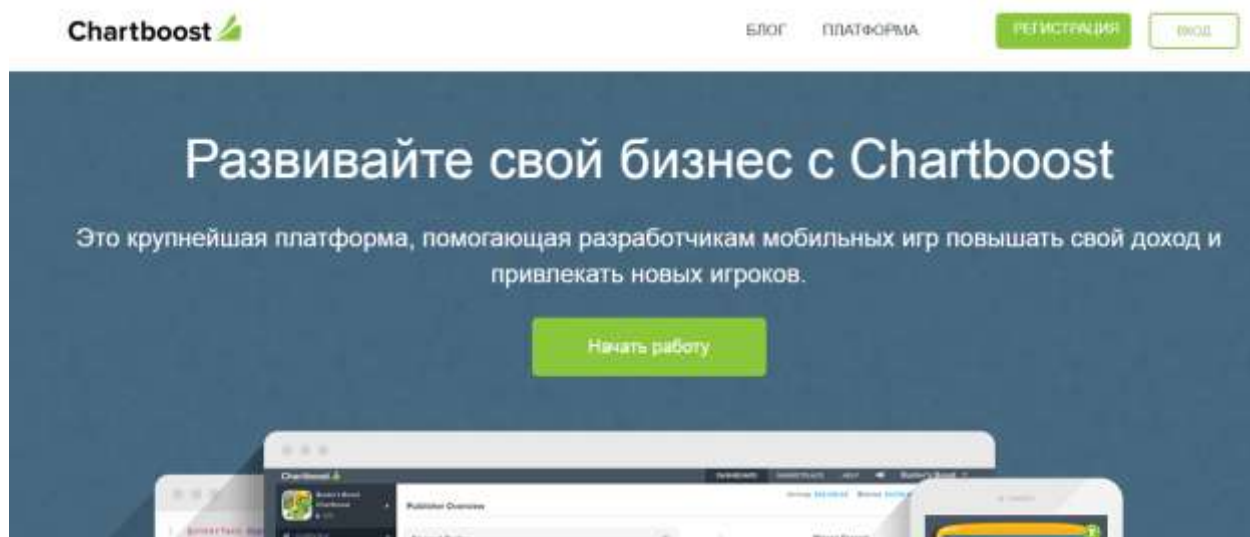 Chartboost
БЛОГ ПЛАТФОРМА РЕГИСТРАЦИЯ ВХОД
Развивайте свой бизнес с Chartboost
Это крупнейшая платформа, помогающая разработчикам мобильных игр повышать свой доход и
привлекать новых игроков.
Начать работу
Chartboost
Publisher Overview